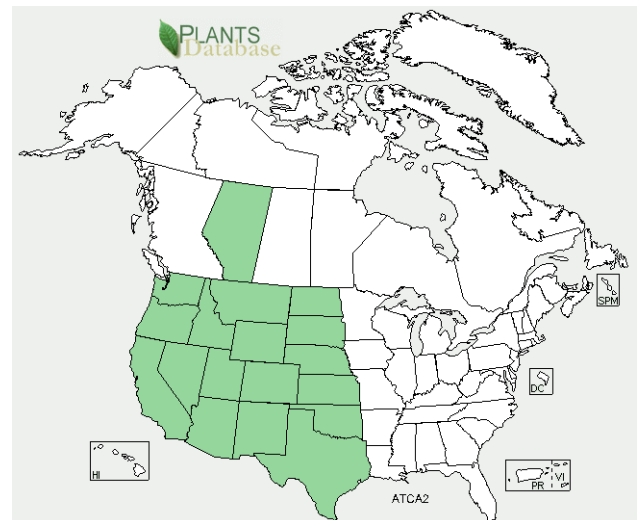 PLANTS
Database
SPM
DC
HI
PR
VI
ATCA2